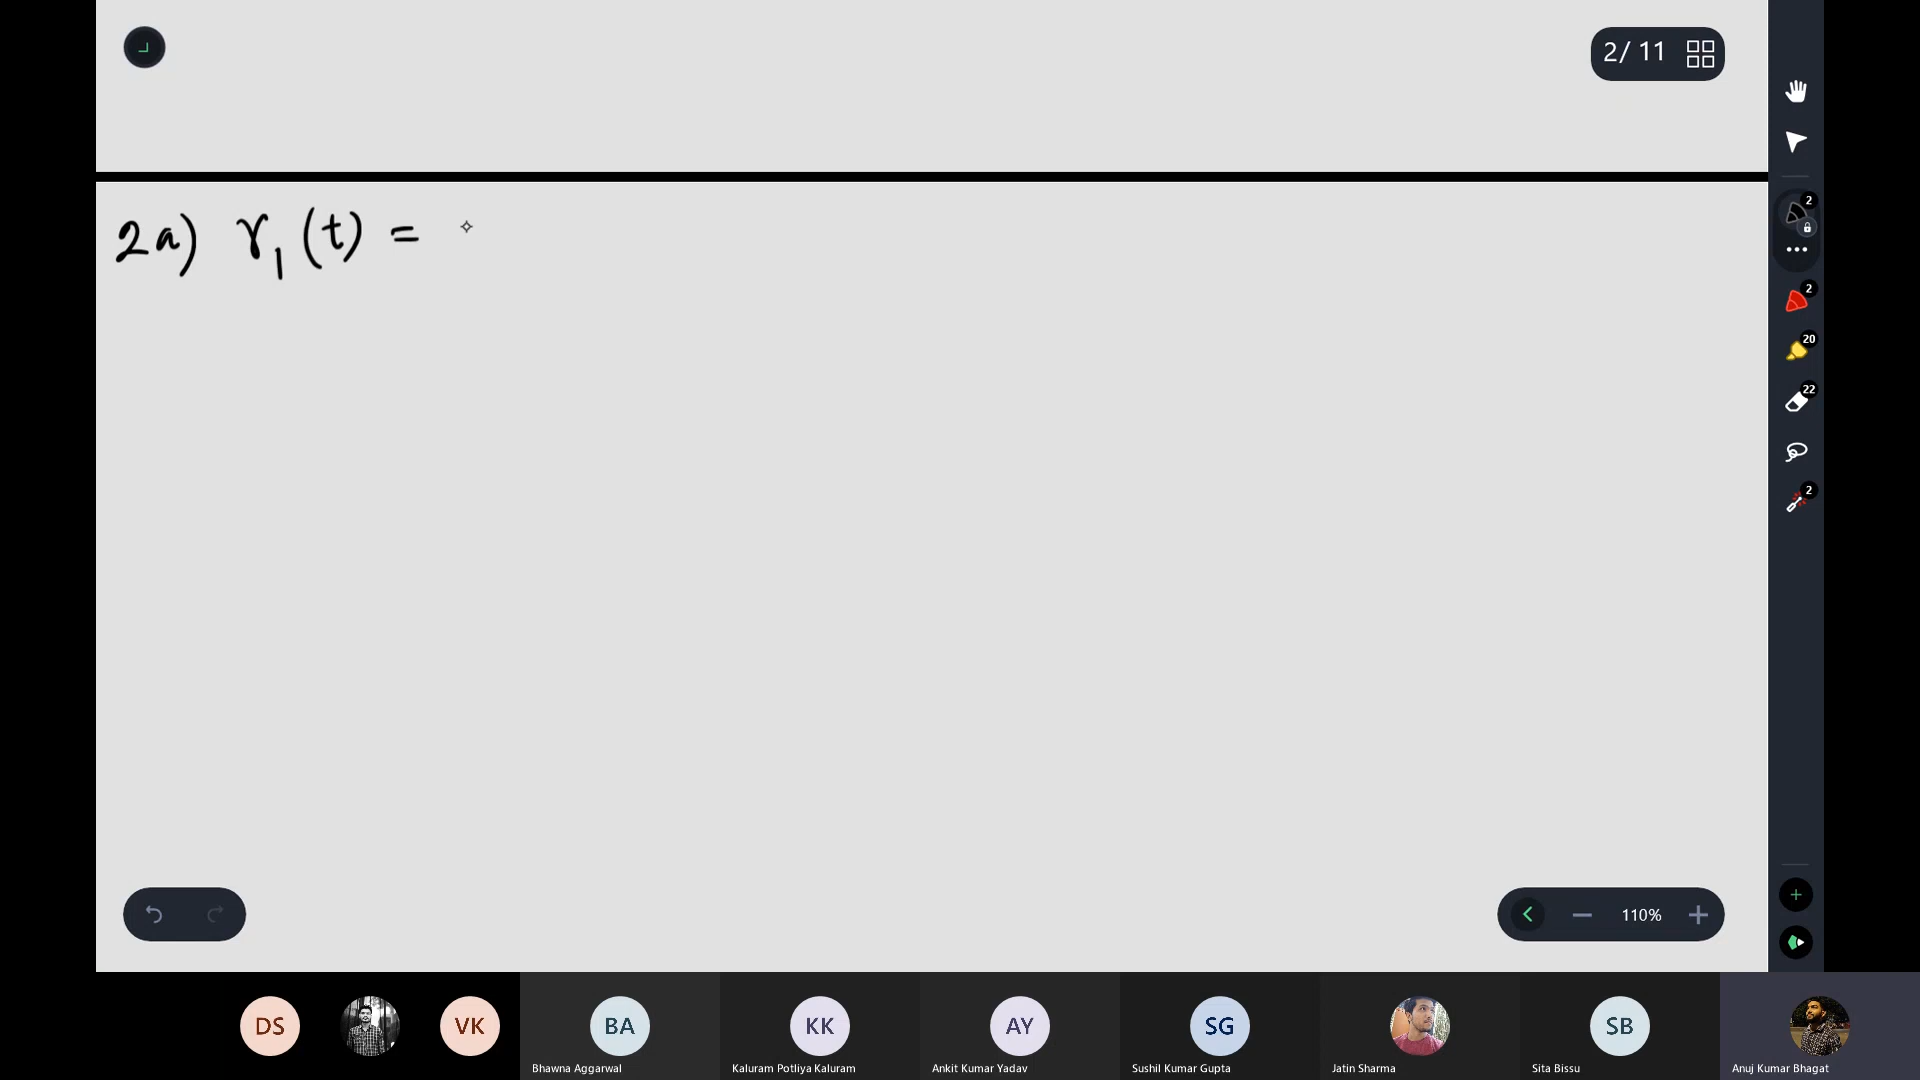 2/ 11
2a) γ₁(t) =
2
2
20
22
2
110%
DS
VK
BA
KK
AY
SG
SB
Bhawna Aggarwal
Kaluram Potliya Kaluram
Ankit Kumar Yadav
Sushil Kumar Gupta
Jatin Sharma
Sita Bissu
Anuj Kumar Bhagat